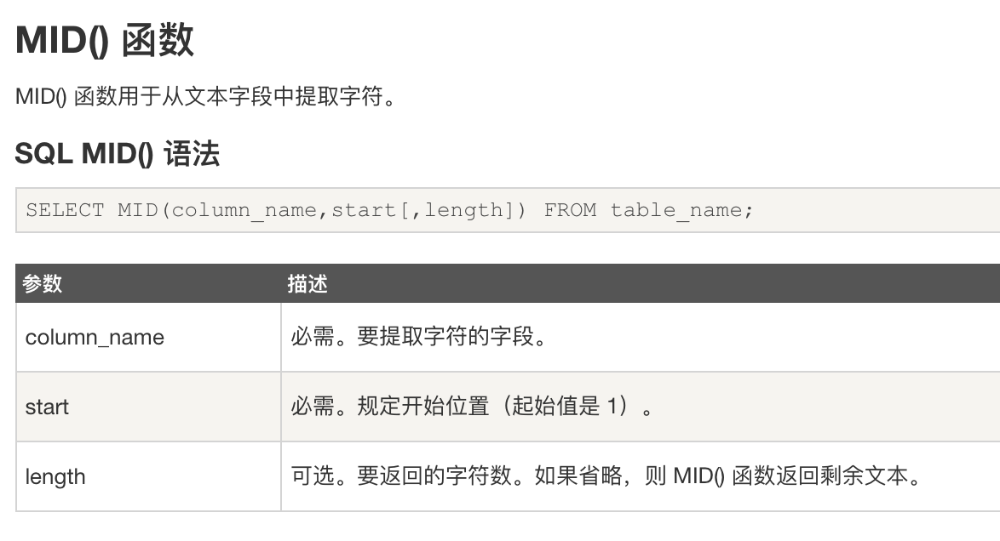 MID() 函数
MID() 函数用于从文本字段中提取字符。
SQL MID() 语法
SELECT MID(column_name,start[,length]) FROM table_name;
参数 描述
column_name 必需。要提取字符的字段。
start 必需。规定开始位置（起始值是 1）。
length 可选。要返回的字符数。如果省略，则 MID() 函数返回剩余文本。